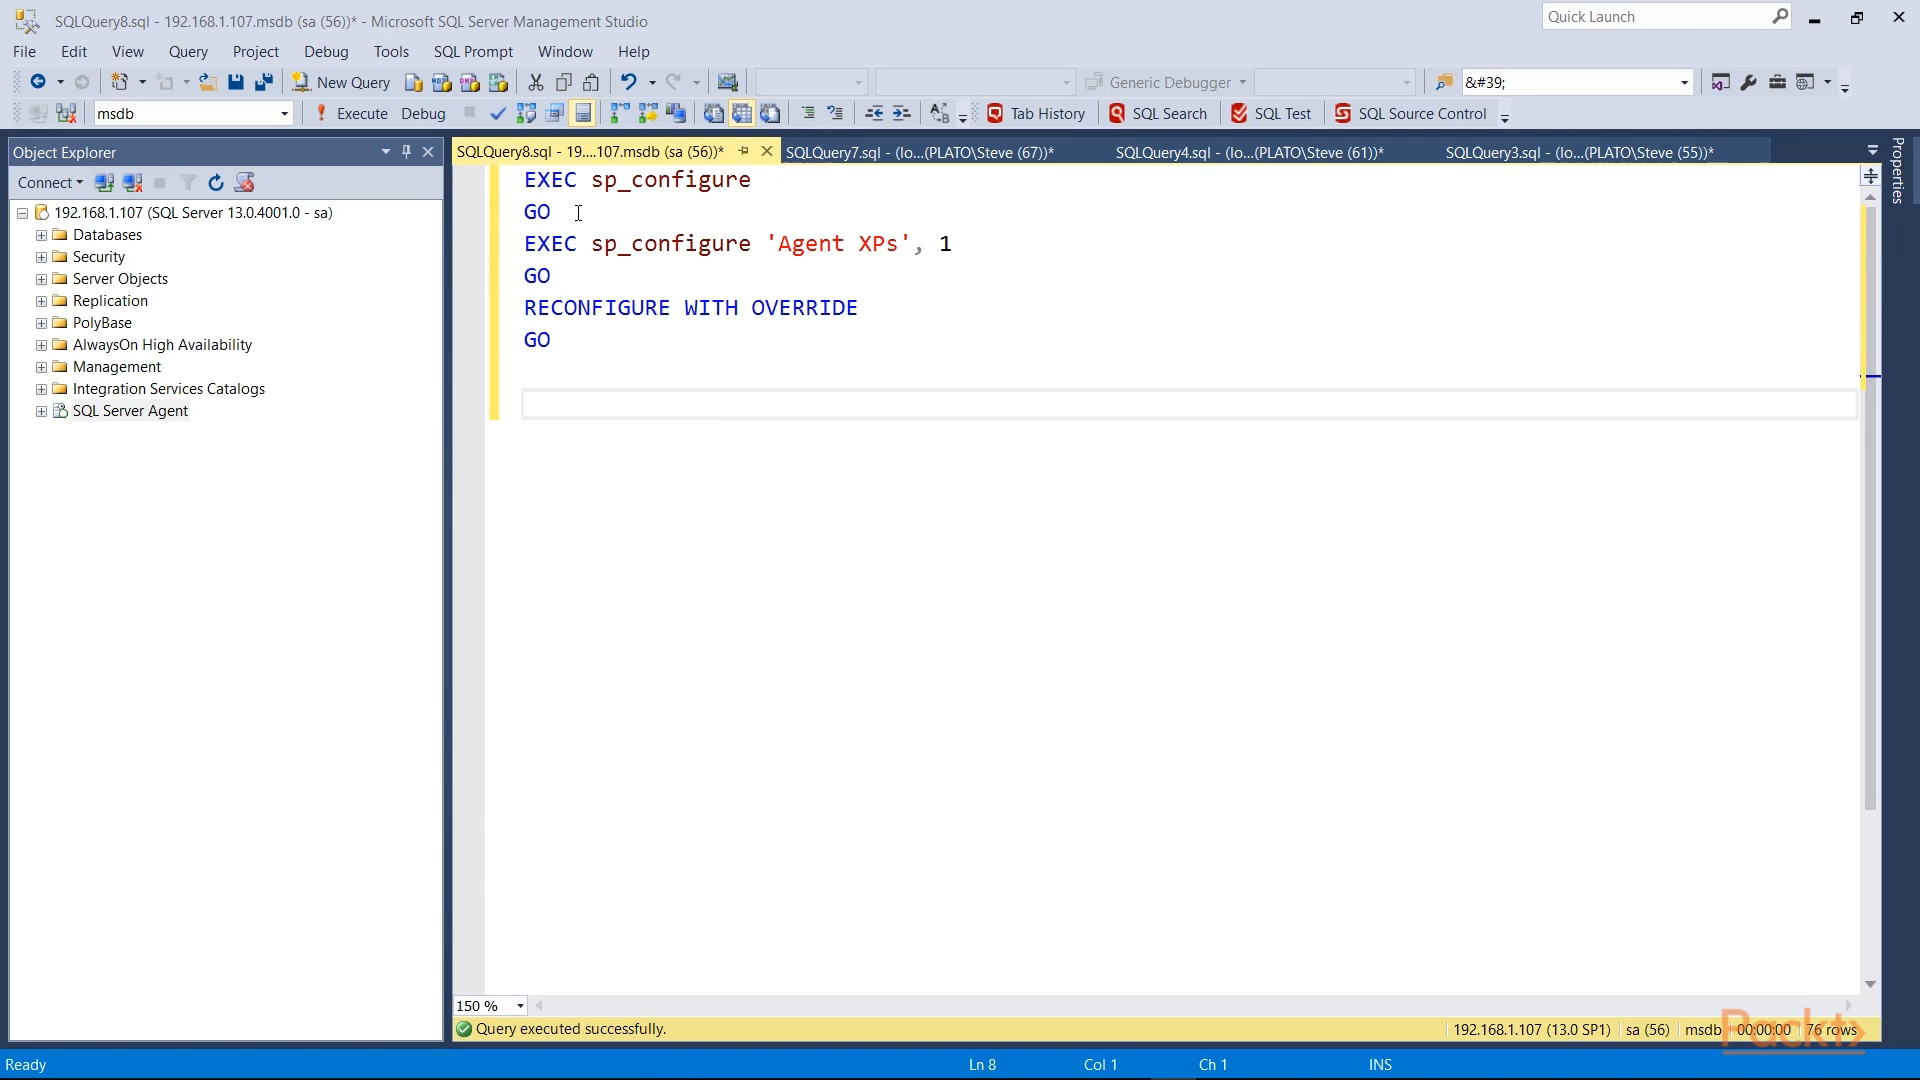 SQLQuery8.sql - 192.168.1.107.msdb (sa (56))* - Microsoft SQL Server Management Studio
Quick Launch
File Edit View Query Project Debug Tools SQL Prompt Window Help
New Query
Generic Debugger
&#39;
msdb
Execute Debug
Tab History
SQL Search
SQL Test
SQL Source Control
Object Explorer
SQLQuery8.sql - 19....107.msdb (sa (56))*
SQLQuery7.sql - (lo...(PLATO\Steve (67))*
SQLQuery4.sql - (lo...(PLATO\Steve (61))*
SQLQuery3.sql - (lo...(PLATO\Steve (55))*
Properties
Connect
192.168.1.107 (SQL Server 13.0.4001.0 - sa)
Databases
Security
Server Objects
Replication
PolyBase
AlwaysOn High Availability
Management
Integration Services Catalogs
SQL Server Agent
EXEC sp_configure
GO
EXEC sp_configure 'Agent XPs', 1
GO
RECONFIGURE WITH OVERRIDE
GO
150 %
Query executed successfully.
192.168.1.107 (13.0 SP1)
sa (56)
msdb
00:00:00
76 rows
Packt>
Ready
Ln 8
Col 1
Ch 1
INS